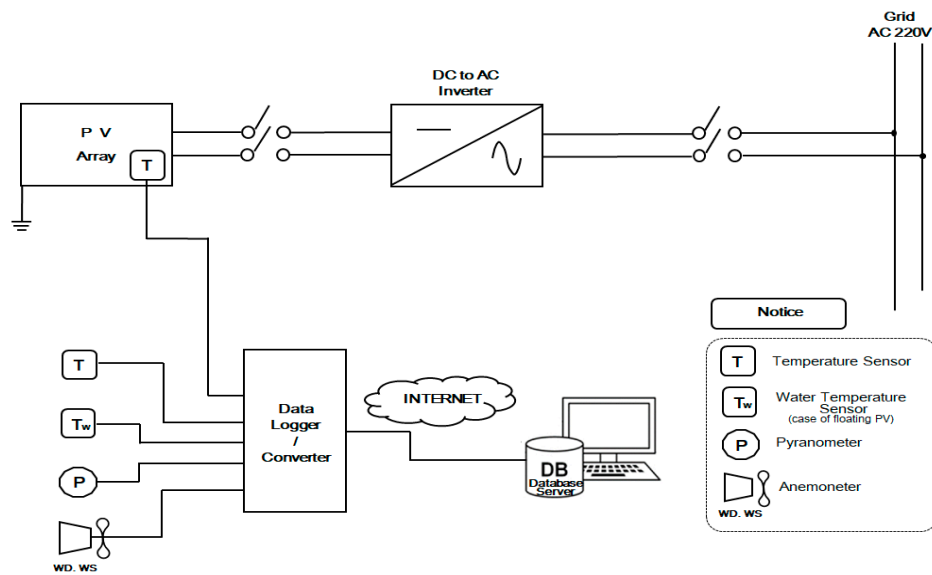 Grid
AC 220V
DC to AC
Inverter
P V
Array
T
T
Tw
P
WD. WS
Data
Logger
/
Converter
INTERNET
DB
Database
Server
Notice
T
Temperature Sensor
Tw
Water Temperature
Sensor
(case of floating PV)
P
Pyranometer
Anemometer
WD. WS